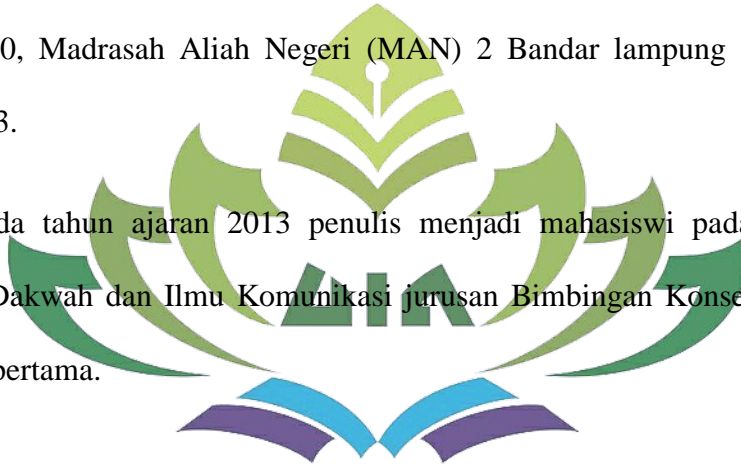 0, Madrasah Aliah Negeri (MAN) 2 Bandar lampung
3.
da tahun ajaran 2013 penulis menjadi mahasiswi pada
Dakwah dan Ilmu Komunikasi jurusan Bimbingan Konse
pertama.